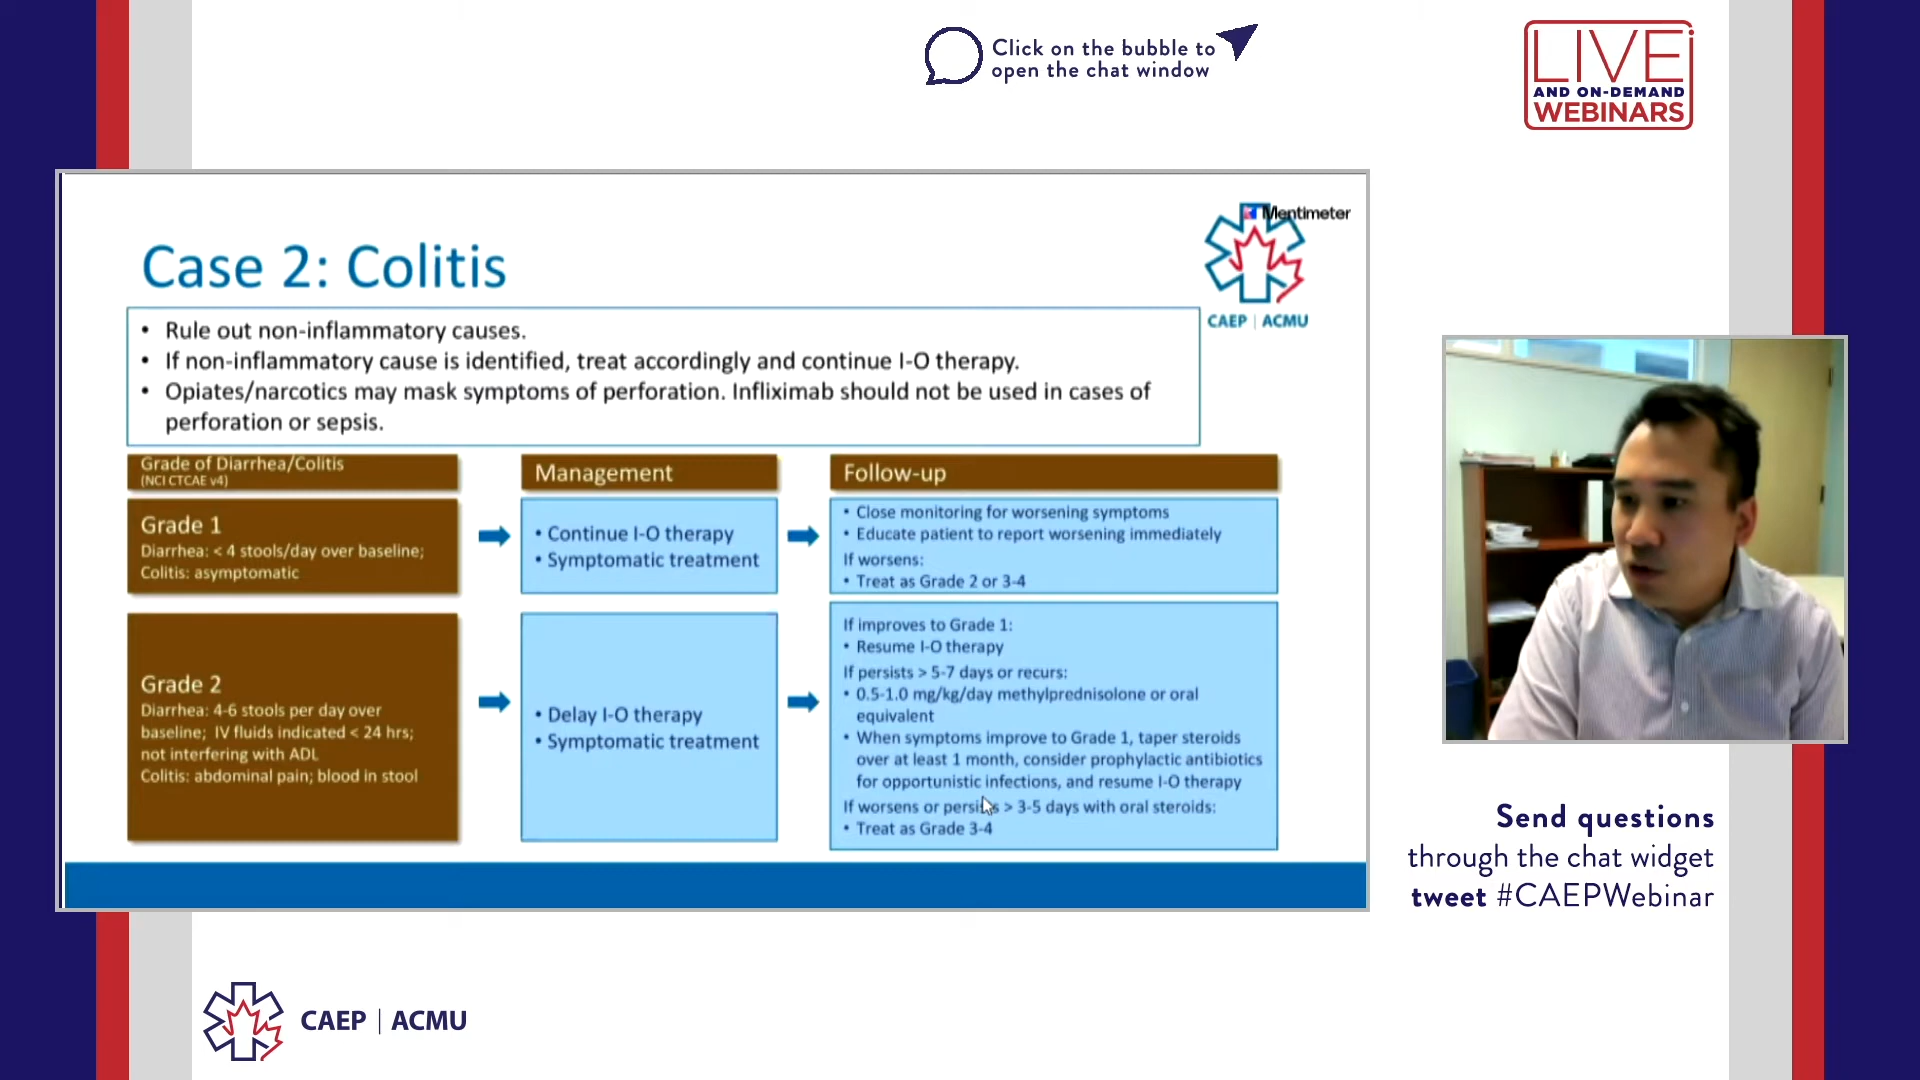 Click on the bubble to
open the chat window
LIVE
AND ON-DEMAND
WEBINARS
Mentimeter
CAEP | ACMU
Case 2: Colitis
• Rule out non-inflammatory causes.
• If non-inflammatory cause is identified, treat accordingly and continue I-O therapy.
• Opiates/narcotics may mask symptoms of perforation. Infliximab should not be used in cases of
perforation or sepsis.
Grade of Diarrhea/Colitis
(NCI CTCAE v4)
Management
Follow-up
Grade 1
Diarrhea: < 4 stools/day over baseline;
Colitis: asymptomatic
• Continue I-O therapy
• Symptomatic treatment
• Close monitoring for worsening symptoms
• Educate patient to report worsening immediately
If worsens:
• Treat as Grade 2 or 3-4
Grade 2
Diarrhea: 4-6 stools per day over
baseline; IV fluids indicated < 24 hrs;
not interfering with ADL
Colitis: abdominal pain; blood in stool
• Delay I-O therapy
• Symptomatic treatment
If improves to Grade 1:
• Resume I-O therapy
If persists > 5-7 days or recurs:
• 0.5-1.0 mg/kg/day methylprednisolone or oral
equivalent
• When symptoms improve to Grade 1, taper steroids
over at least 1 month, consider prophylactic antibiotics
for opportunistic infections, and resume I-O therapy
If worsens or persists > 3-5 days with oral steroids:
• Treat as Grade 3-4
Send questions
through the chat widget
tweet #CAEPWebinar
CAEP | ACMU